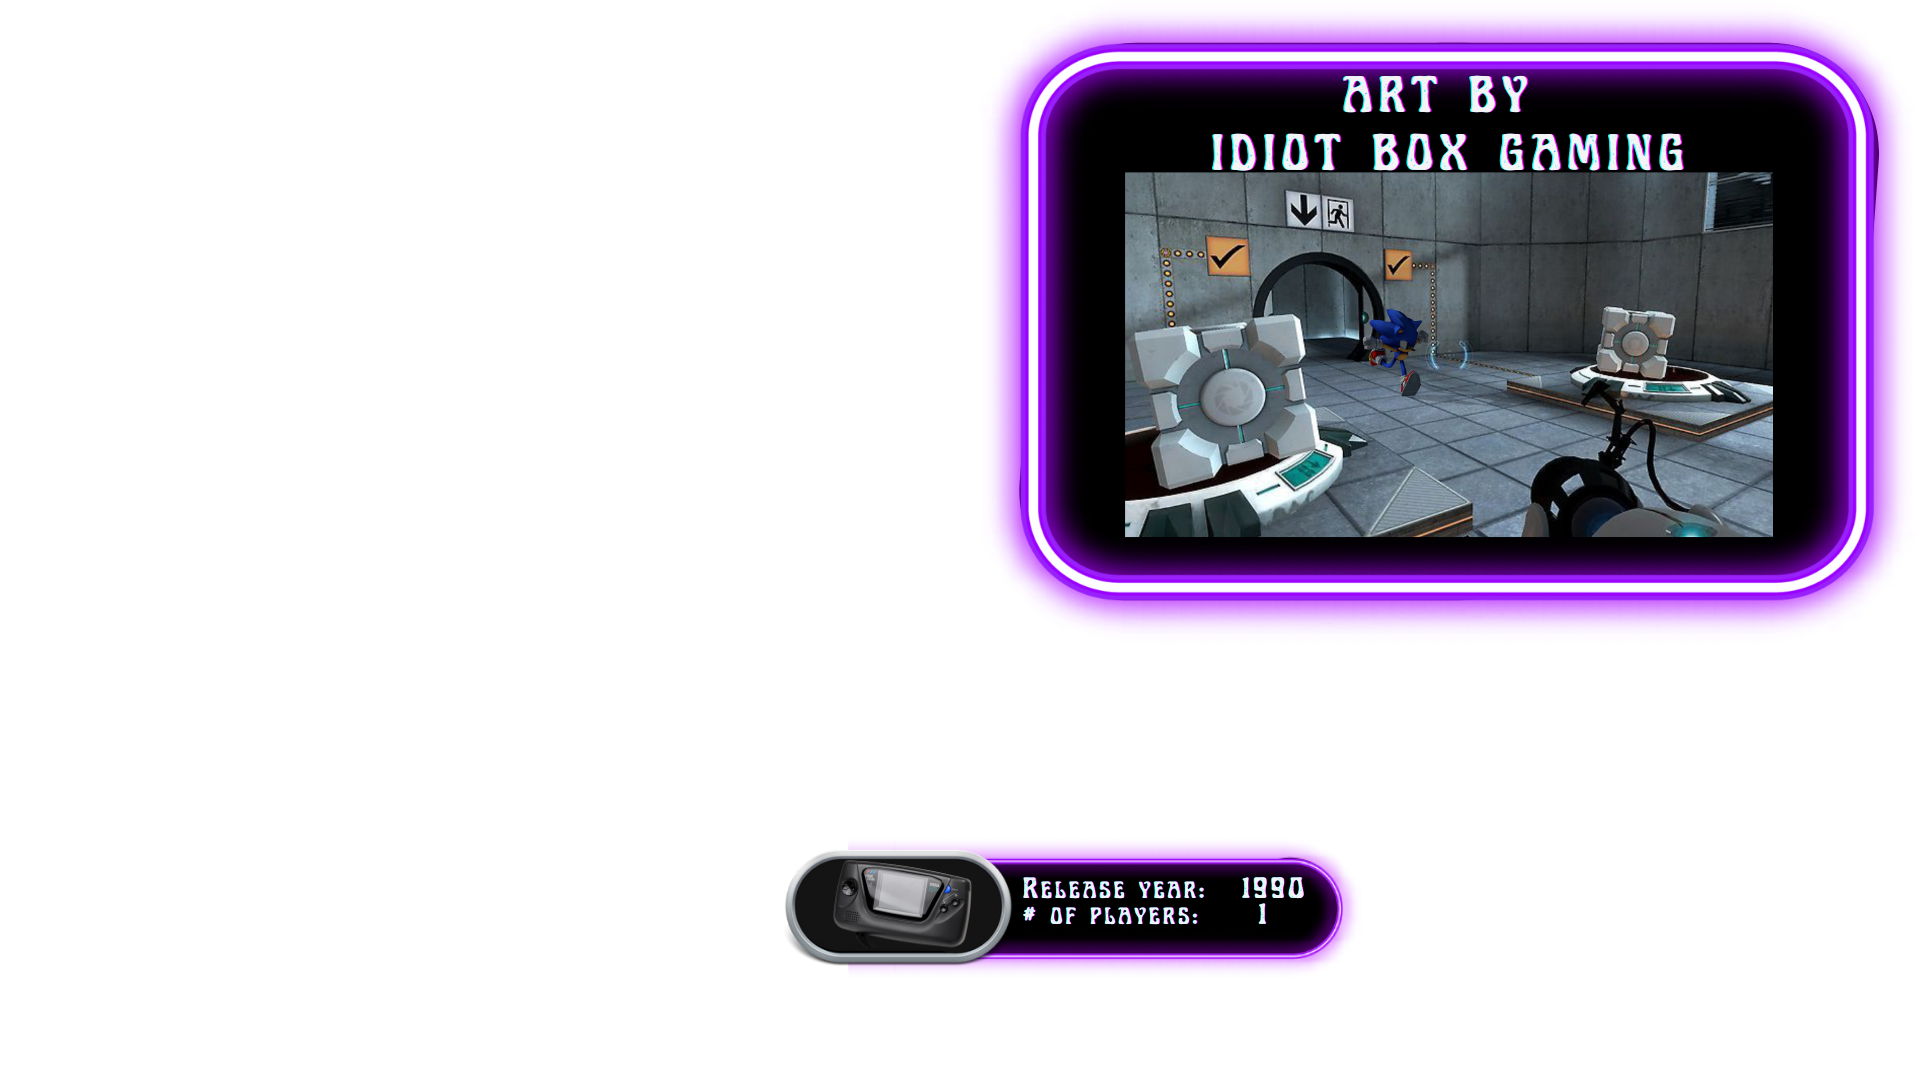 ART BY
IDIOT BOX GAMING
RELEASE YEAR: 1990
# OF PLAYERS: 1